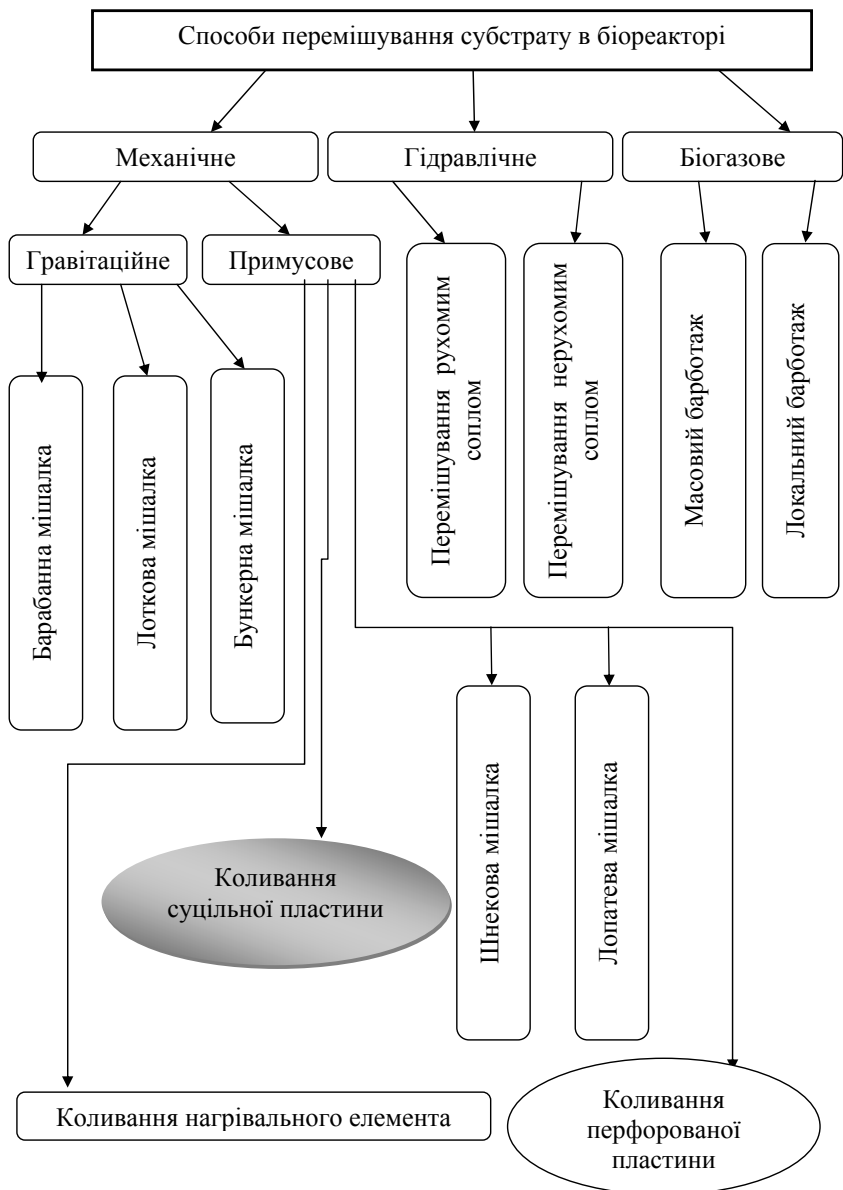 Способи перемішування субстрату в біореакторі
Механічне
Гідравлічне
Біогазове
Гравітаційне
Примусове
Перемішування рухомим
соплом
Перемішування нерухомим
соплом
Масовий барботаж
Локальний барботаж
Барабанна мішалка
Лоткова мішалка
Бункерна мішалка
Шнекова мішалка
Лопатева мішалка
Коливання
суцільної пластини
Коливання нагрівального елемента
Коливання
перфорованої
пластини